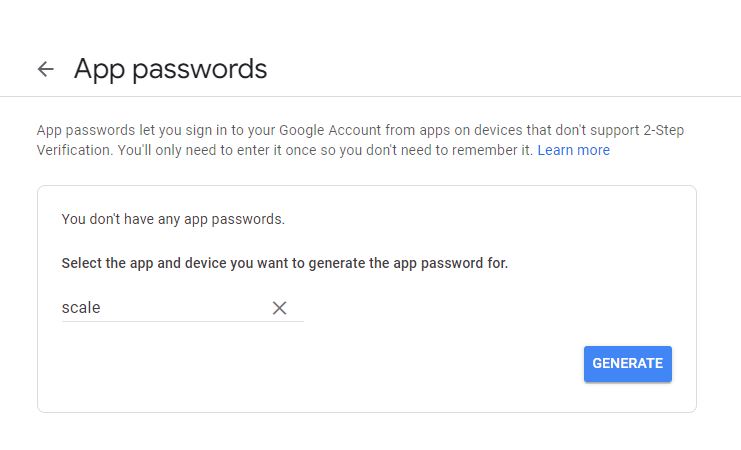 App passwords
App passwords let you sign in to your Google Account from apps on devices that don't support 2-Step
Verification. You'll only need to enter it once so you don't need to remember it. Learn more
You don't have any app passwords.
Select the app and device you want to generate the app password for.
scale
GENERATE